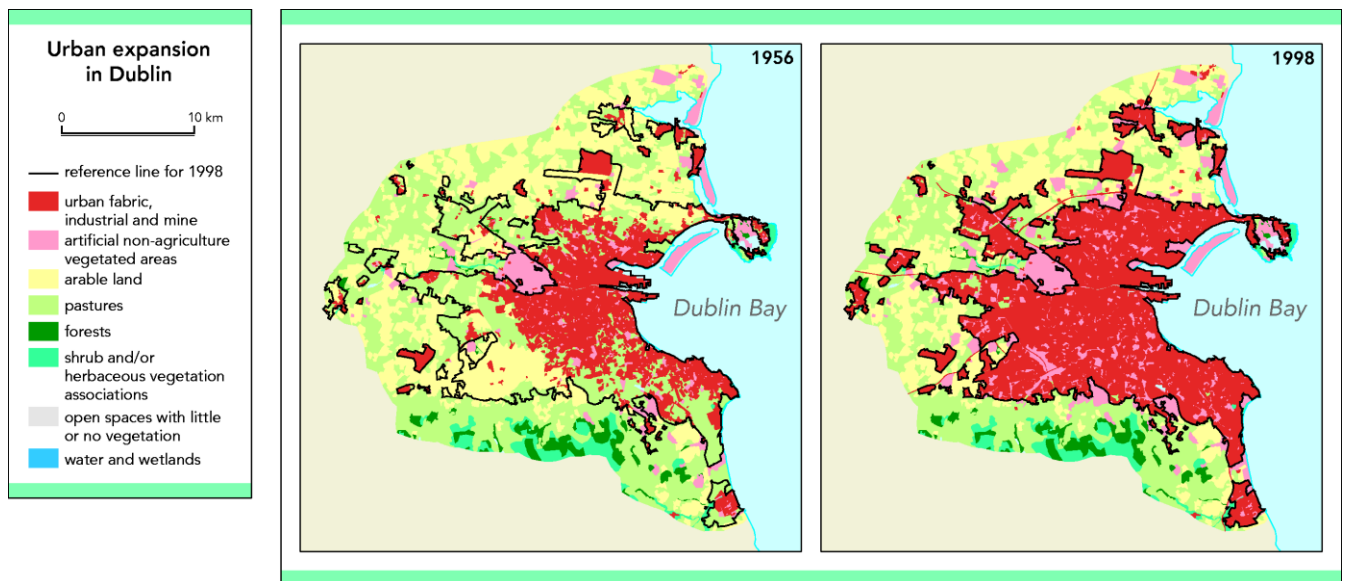 Urban expansion
in Dublin
0 10 km
reference line for 1998
urban fabric,
industrial and mine
artificial non-agriculture
vegetated areas
arable land
pastures
forests
shrub and/or
herbaceous vegetation
associations
open spaces with little
or no vegetation
water and wetlands
1956
Dublin Bay
1998
Dublin Bay